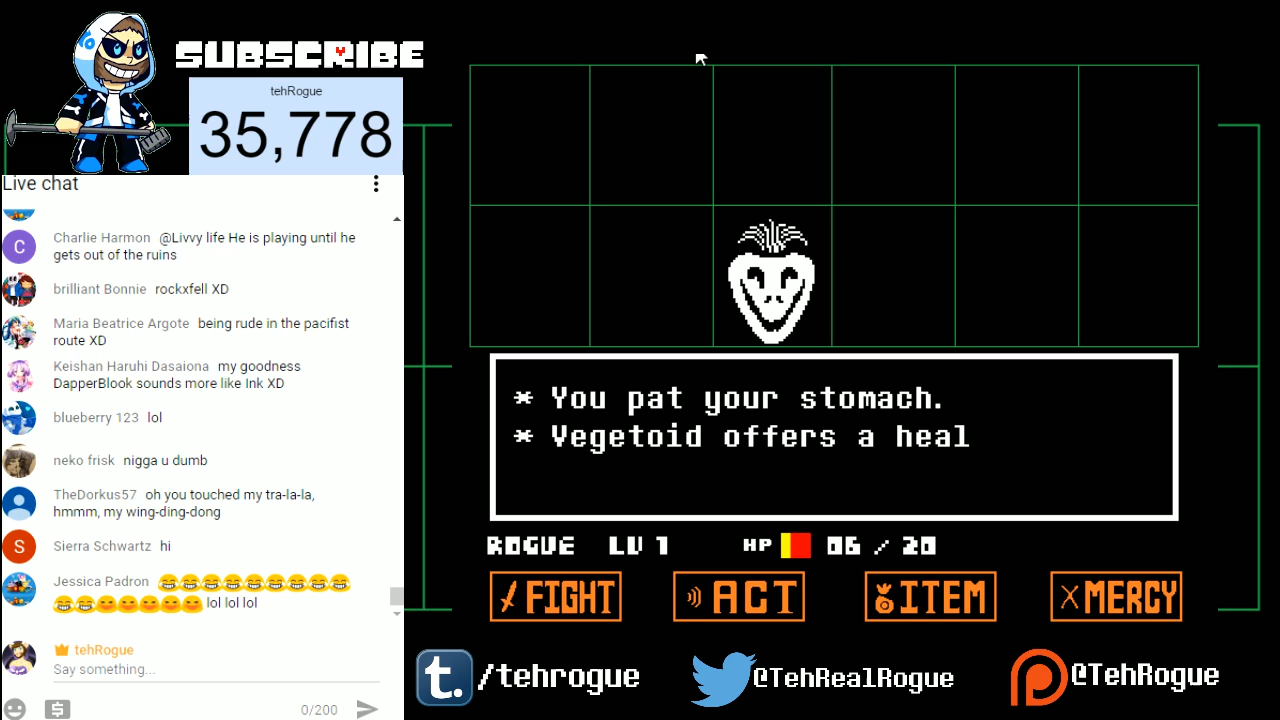 SUBSCRIBE
tehRogue
35,778
Live chat
Charlie Harmon @Livvy life He is playing until he
gets out of the ruins
brilliant Bonnie rockxfell XD
Maria Beatrice Argote being rude in the pacifist
route XD
Keishan Haruhi Dasaiona my goodness
DapperBlook sounds more like Ink XD
blueberry 123 lol
neko frisk nigga u dumb
TheDorkus57 oh you touched my tra-la-la,
hmmm, my wing-ding-dong
Sierra Schwartz hi
Jessica Padron 😂😂😂😂😂😂😂😂😂
😂😂😄😄😄😄😄 lol lol lol
tehRogue
Say something...
0/200
* You pat your stomach.
* Vegetoid offers a heal
ROGUE LV 1 HP 06 / 20
FIGHT ACT ITEM MERCY
t. /tehrogue @TehRealRogue @TehRogue